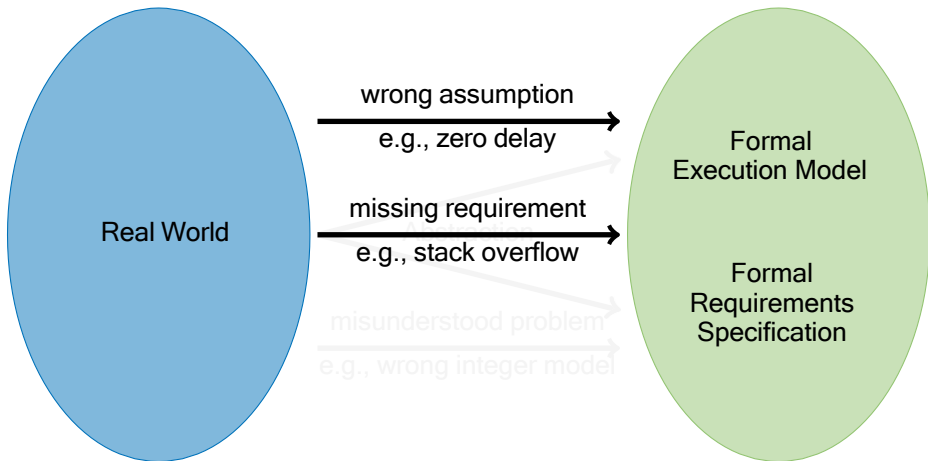 Real World
wrong assumption
e.g., zero delay
missing requirement
Abstraction
e.g., stack overflow
misunderstood problem
e.g., wrong integer model
Formal
Execution Model
Formal
Requirements
Specification